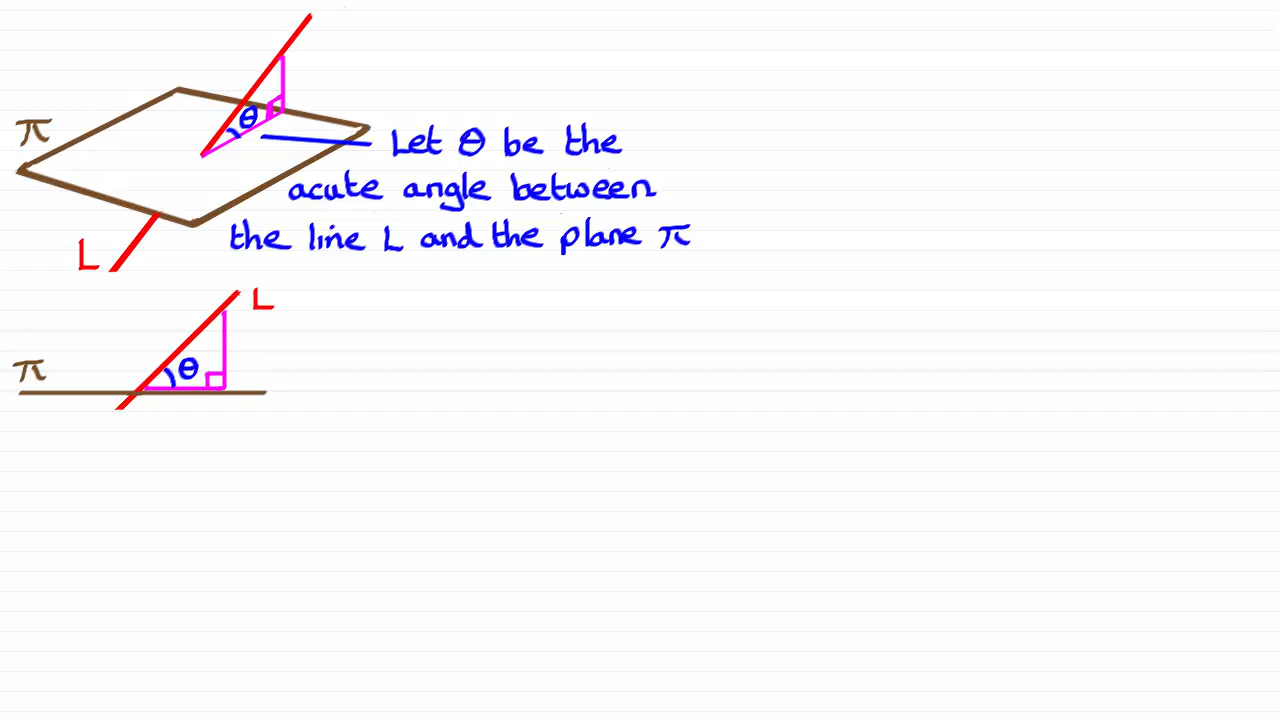 π
θ
Let θ be the
acute angle between
the line L and the plane π
L
L
π
θ